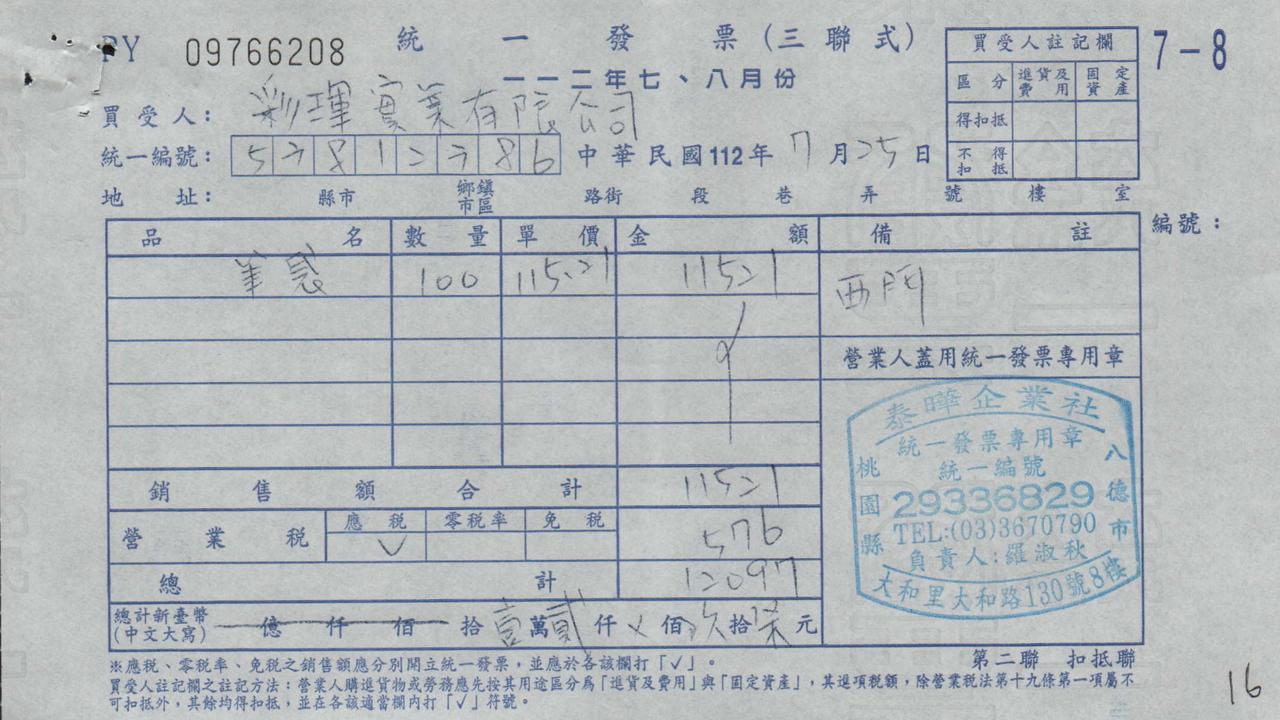 PY 09766208 統一發票(三聯式)
7-8
一一二年七、八月份
買受人註記欄
區分 進貨及費用 固定資產
得扣抵
不得扣抵
買受人: 彩琿實業有限公司
統一編號: 53812386 中華民國112年7月25日
地址: 縣市 鄉鎮市區 路街 段 巷 弄 號 樓 室
編號:
品名 數量 單價 金額 備註
100 115.21 11521 西門
營業人蓋用統一發票專用章
銷售額合計 11521
營業稅 應稅 零稅率 免稅 576
✓
總計 12097
總計新臺幣(中文大寫) 億 仟 佰 拾 壹萬貳仟 佰玖拾柒元
泰曄企業社
統一發票專用章
統一編號
29336829
TEL:(03)3670790
負責人:羅淑秋
桃園縣八德市
大和里大和路130號8樓
※應稅、零稅率、免稅之銷售額應分別開立統一發票,並應於各該欄打「✓」。
第二聯 扣抵聯
買受人註記欄之註記方法:營業人購進貨物或勞務應先按其用途區分為「進貨及費用」與「固定資產」,其進項稅額,除營業稅法第十九條第一項屬不
可扣抵外,其餘均得扣抵,並在各該適當欄內打「✓」符號。
16